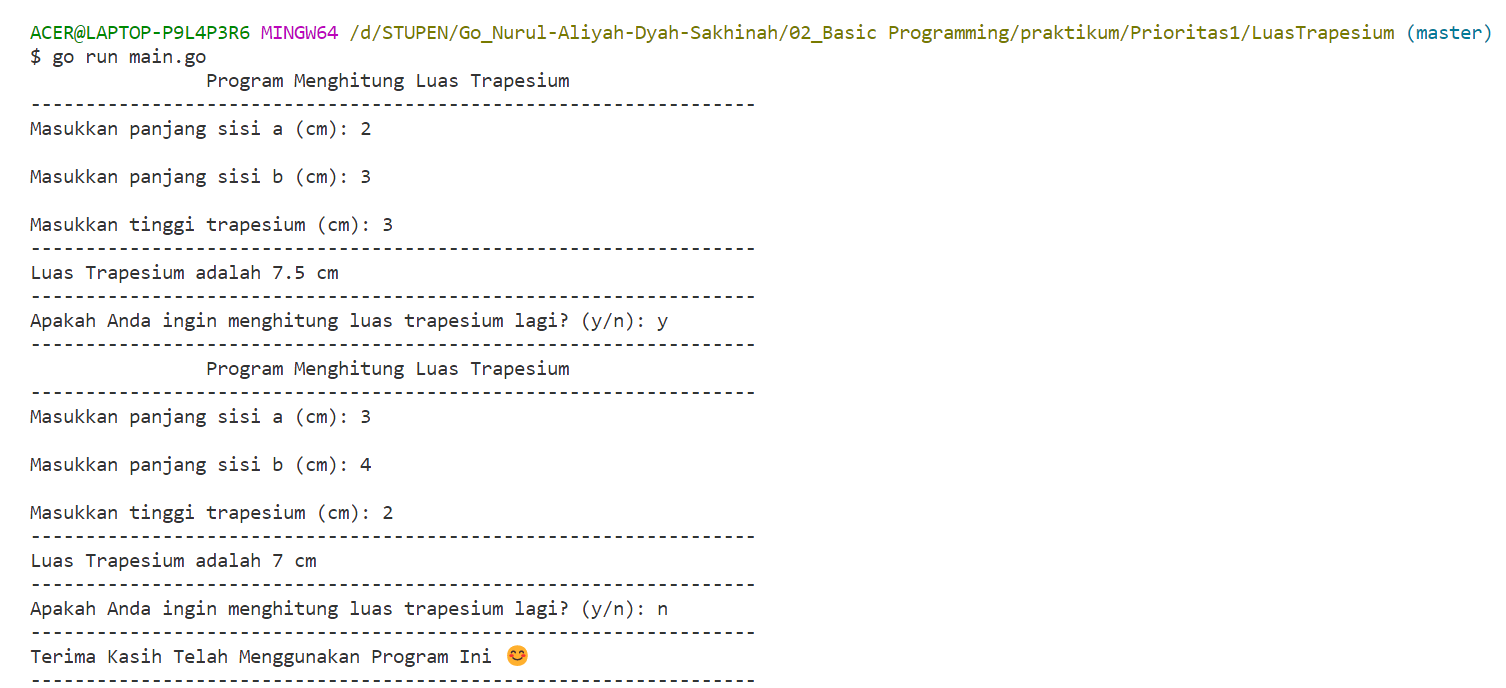 ACER@LAPTOP-P9L4P3R6 MINGW64 /d/STUPEN/Go_Nurul-Aliyah-Dyah-Sakhinah/02_Basic Programming/praktikum/Prioritas1/LuasTrapesium (master)
$ go run main.go
Program Menghitung Luas Trapesium
------------------------------------------------------------------
Masukkan panjang sisi a (cm): 2
Masukkan panjang sisi b (cm): 3
Masukkan tinggi trapesium (cm): 3
------------------------------------------------------------------
Luas Trapesium adalah 7.5 cm
------------------------------------------------------------------
Apakah Anda ingin menghitung luas trapesium lagi? (y/n): y
------------------------------------------------------------------
Program Menghitung Luas Trapesium
------------------------------------------------------------------
Masukkan panjang sisi a (cm): 3
Masukkan panjang sisi b (cm): 4
Masukkan tinggi trapesium (cm): 2
------------------------------------------------------------------
Luas Trapesium adalah 7 cm
------------------------------------------------------------------
Apakah Anda ingin menghitung luas trapesium lagi? (y/n): n
------------------------------------------------------------------
Terima Kasih Telah Menggunakan Program Ini 😊
------------------------------------------------------------------